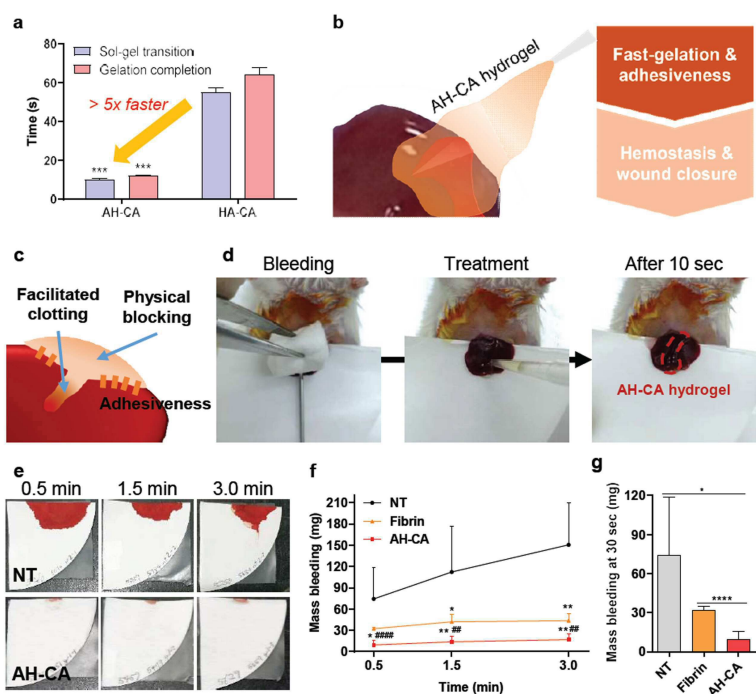 a
80
60
40
20
0
Time (s)
Sol-gel transition
Gelation completion
> 5x faster
***
***
AH-CA
HA-CA
b
AH-CA hydrogel
Fast-gelation &
adhesiveness
Hemostasis &
wound closure
c
Facilitated
clotting
Physical
blocking
Adhesiveness
d
Bleeding
Treatment
After 10 sec
AH-CA hydrogel
e
0.5 min
1.5 min
3.0 min
NT
AH-CA
f
Mass bleeding (mg)
210
180
150
120
90
60
30
0
NT
Fibrin
AH-CA
*
**
* ####
** ##
** ##
0.5
1.5
3.0
Time (min)
g
Mass bleeding at 30 sec (mg)
120
90
60
30
0
*
****
NT
Fibrin
AH-CA